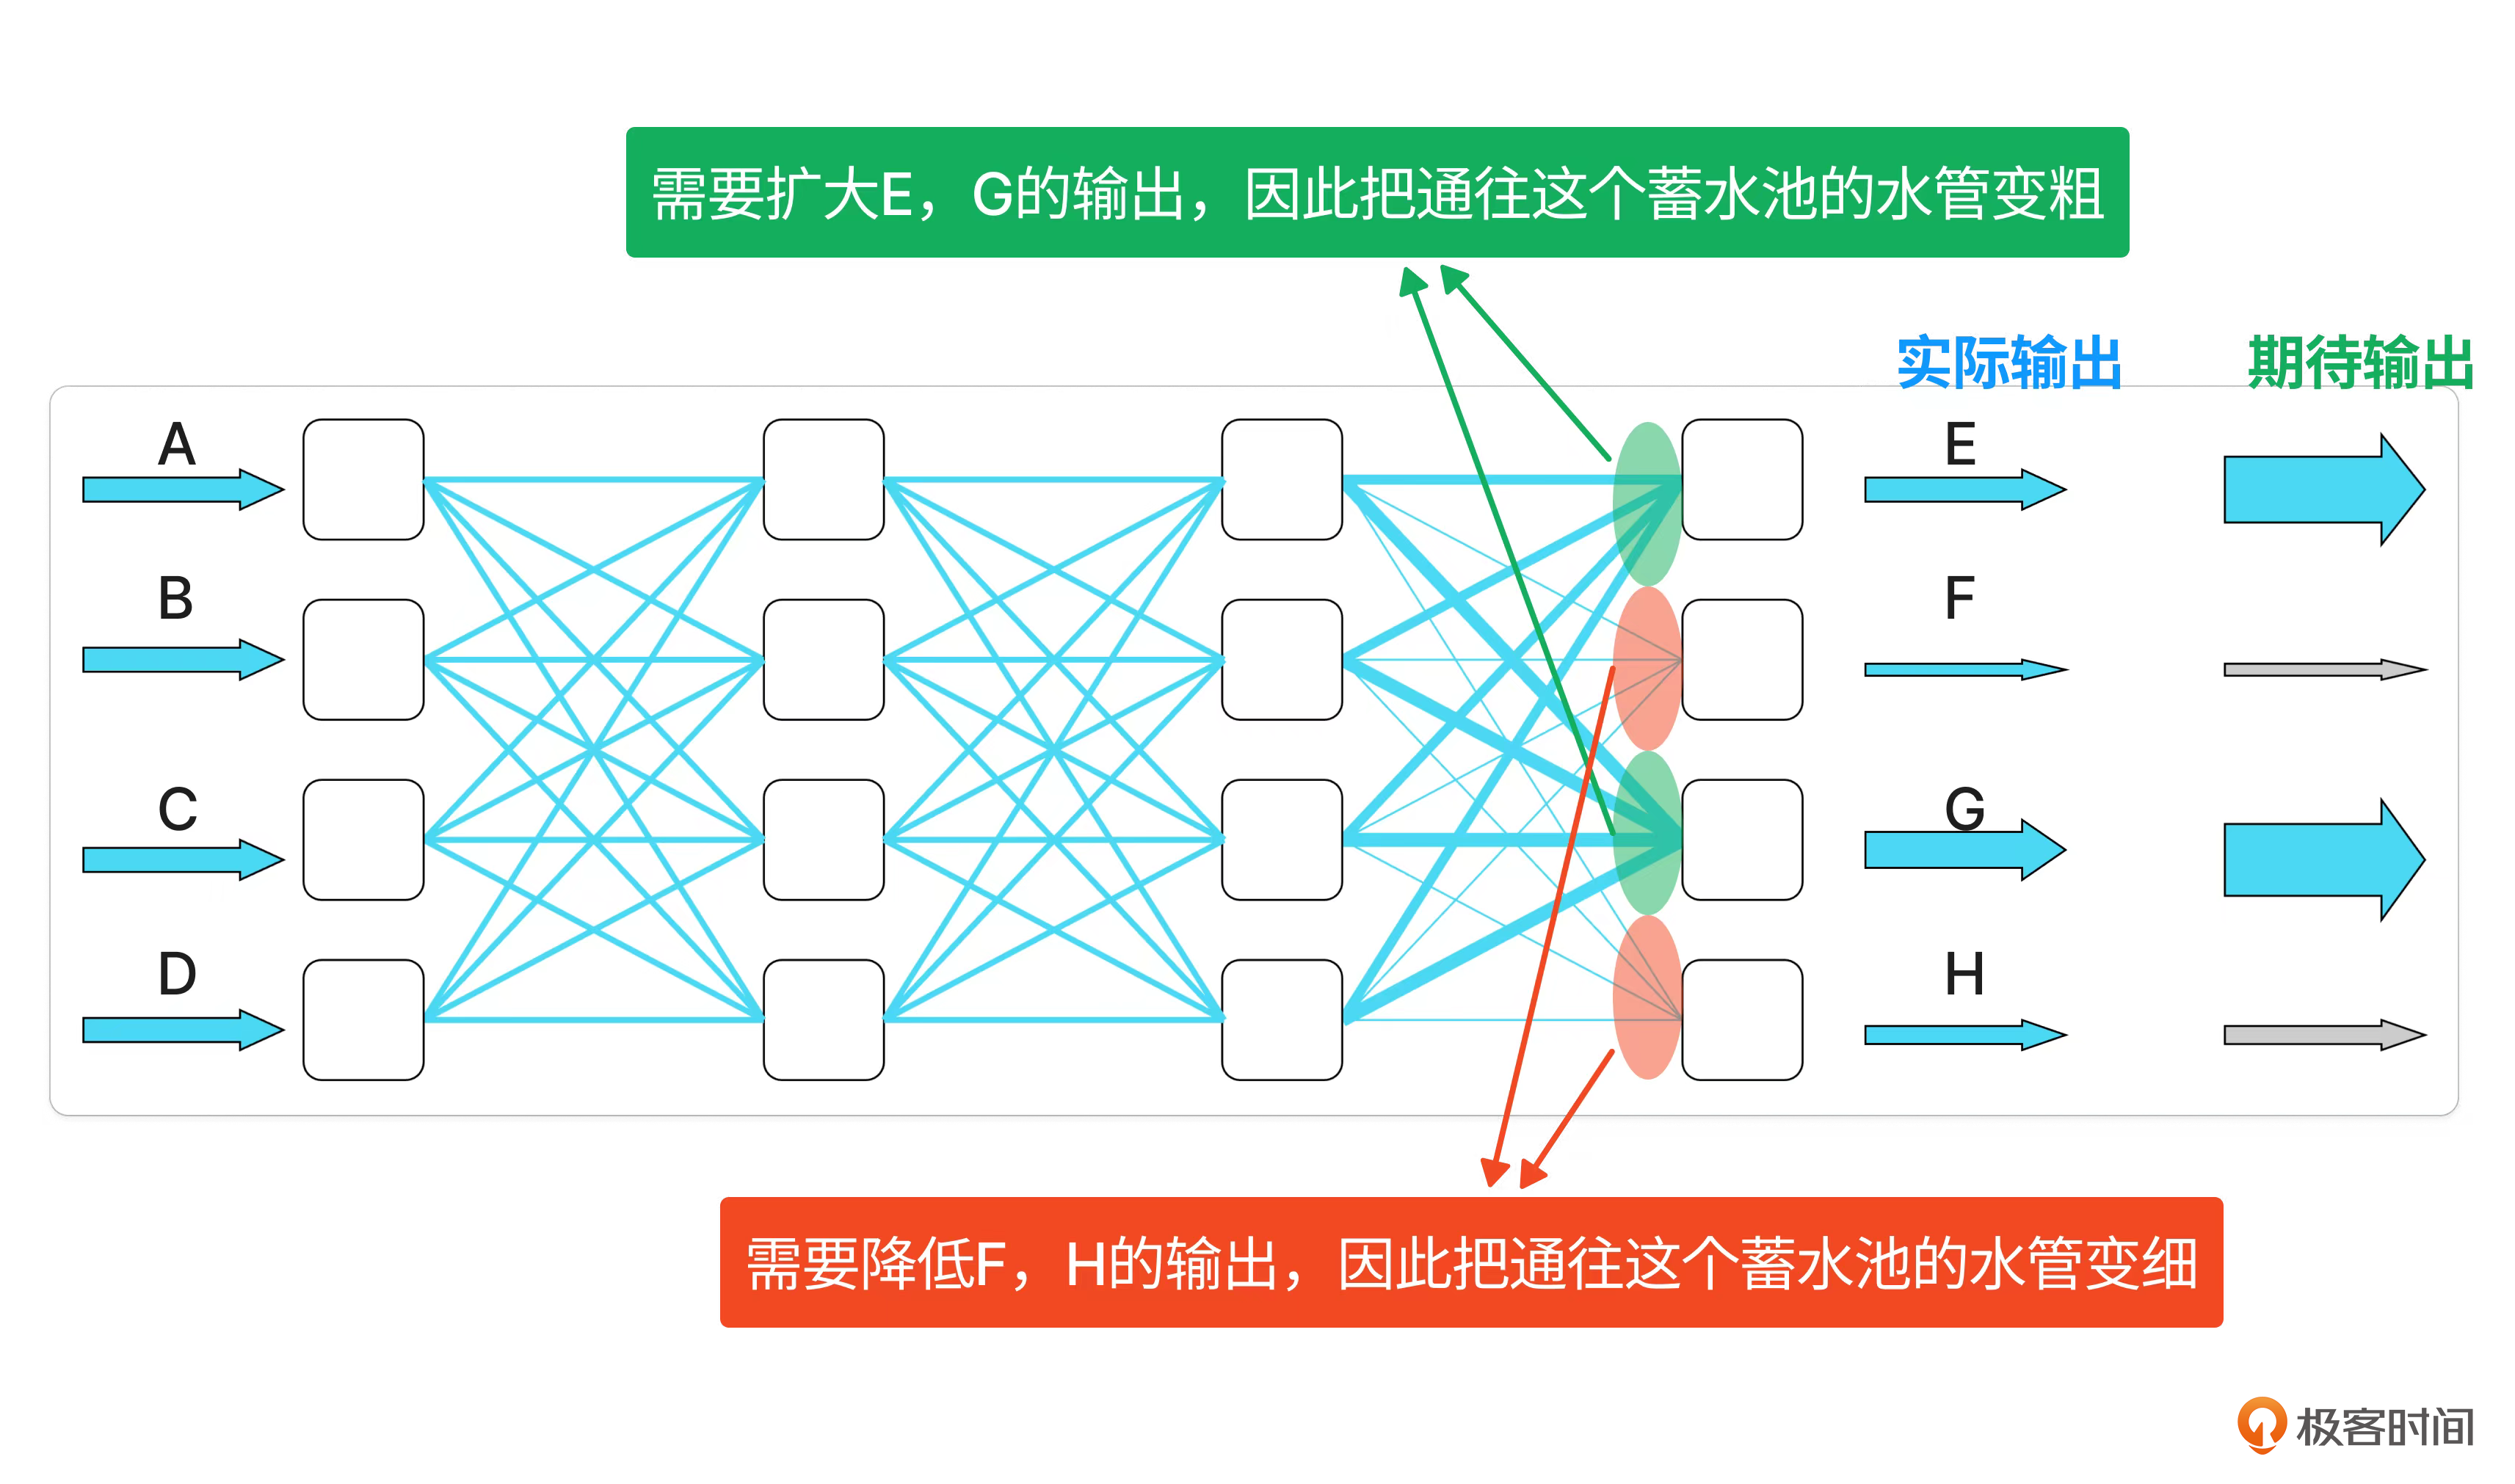 需要扩大E， G的输出， 因此把通往这个蓄水池的水管变粗
实际输出
期待输出
A
E
B
F
C
G
D
H
需要降低F， H的输出， 因此把通往这个蓄水池的水管变细
极客时间